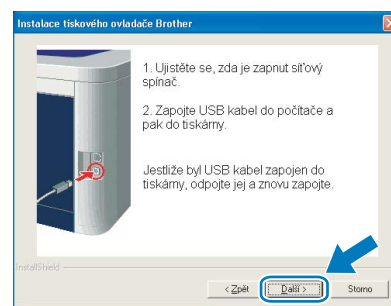 Instalace tiskového ovladače Brother
1. Ujistěte se, zda je zapnut síťový
spínač.
2. Zapojte USB kabel do počítače a
pak do tiskárny.
Jestliže byl USB kabel zapojen do
tiskárny, odpojte jej a znovu zapojte.
InstallShield
< Zpět
Další >
Storno